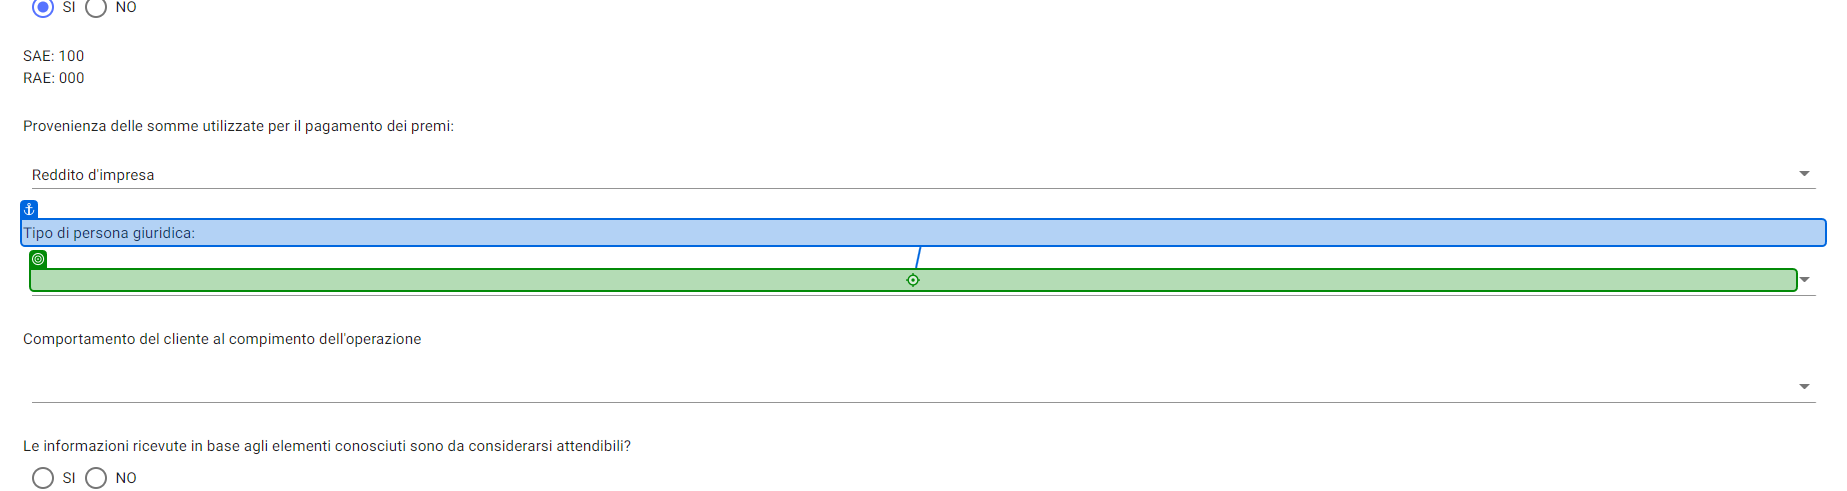 SI NO
SAE: 100
RAE: 000
Provenienza delle somme utilizzate per il pagamento dei premi:
Reddito d'impresa
Tipo di persona giuridica:
Comportamento del cliente al compimento dell'operazione
Le informazioni ricevute in base agli elementi conosciuti sono da considerarsi attendibili?
SI NO